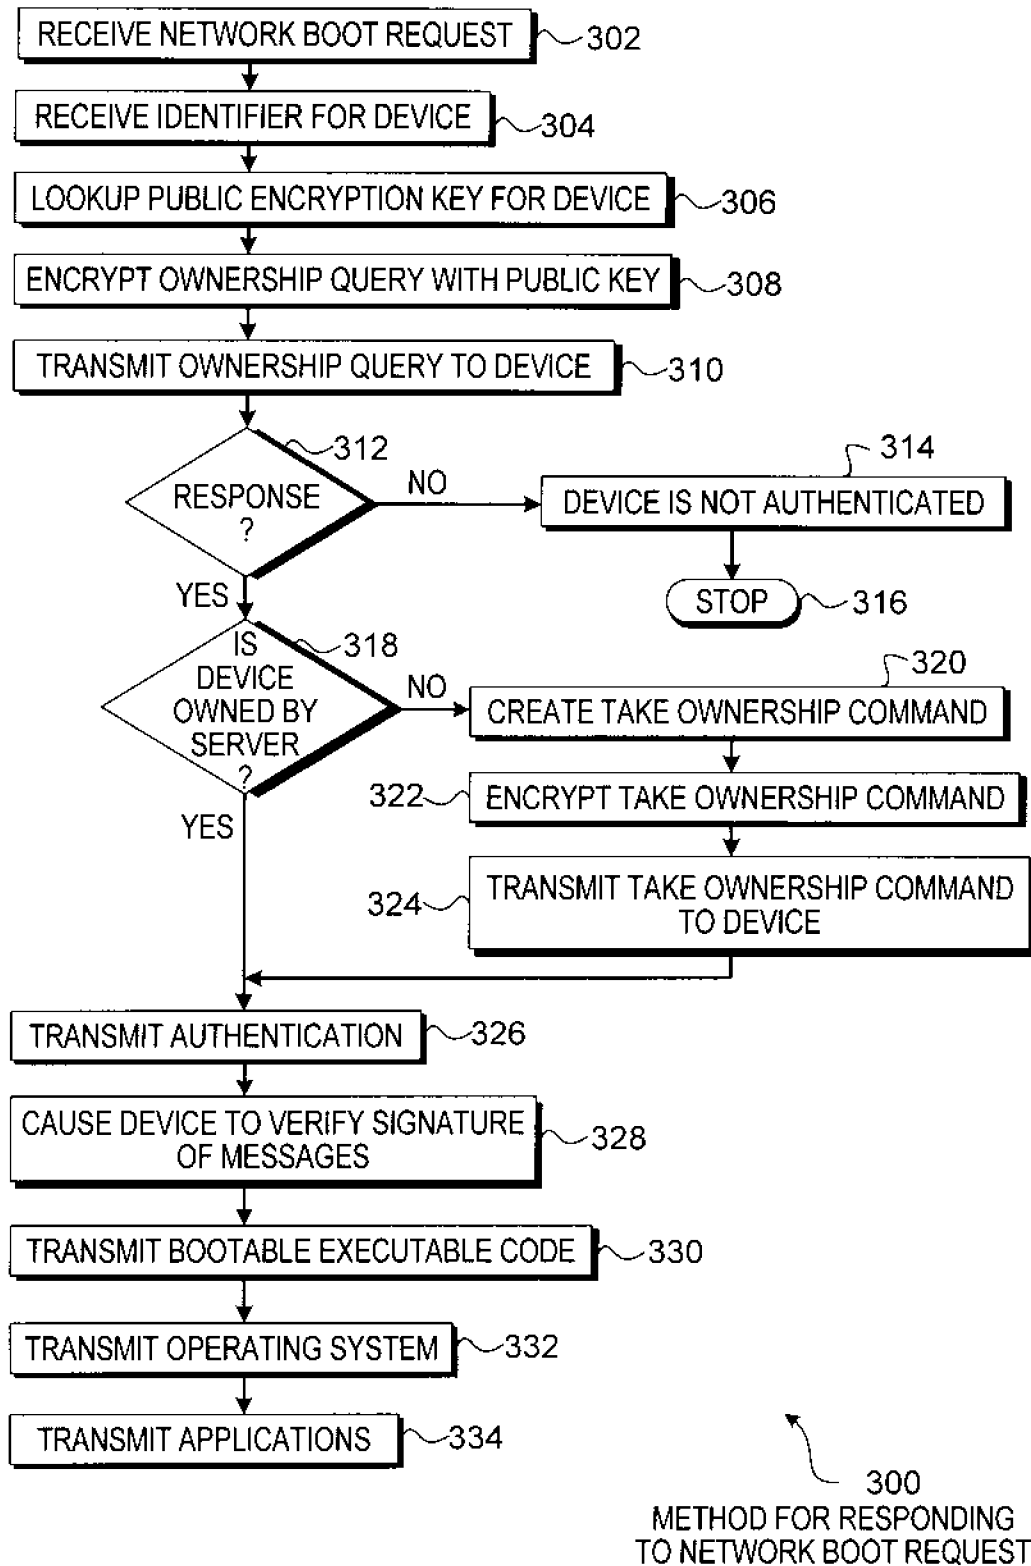 RECEIVE NETWORK BOOT REQUEST
302
RECEIVE IDENTIFIER FOR DEVICE
304
LOOKUP PUBLIC ENCRYPTION KEY FOR DEVICE
306
ENCRYPT OWNERSHIP QUERY WITH PUBLIC KEY
308
TRANSMIT OWNERSHIP QUERY TO DEVICE
310
312
RESPONSE
?
NO
314
DEVICE IS NOT AUTHENTICATED
STOP
316
YES
318
IS
DEVICE
OWNED BY
SERVER
?
NO
320
CREATE TAKE OWNERSHIP COMMAND
322
ENCRYPT TAKE OWNERSHIP COMMAND
324
TRANSMIT TAKE OWNERSHIP COMMAND
TO DEVICE
YES
TRANSMIT AUTHENTICATION
326
CAUSE DEVICE TO VERIFY SIGNATURE
OF MESSAGES
328
TRANSMIT BOOTABLE EXECUTABLE CODE
330
TRANSMIT OPERATING SYSTEM
332
TRANSMIT APPLICATIONS
334
300
METHOD FOR RESPONDING
TO NETWORK BOOT REQUEST